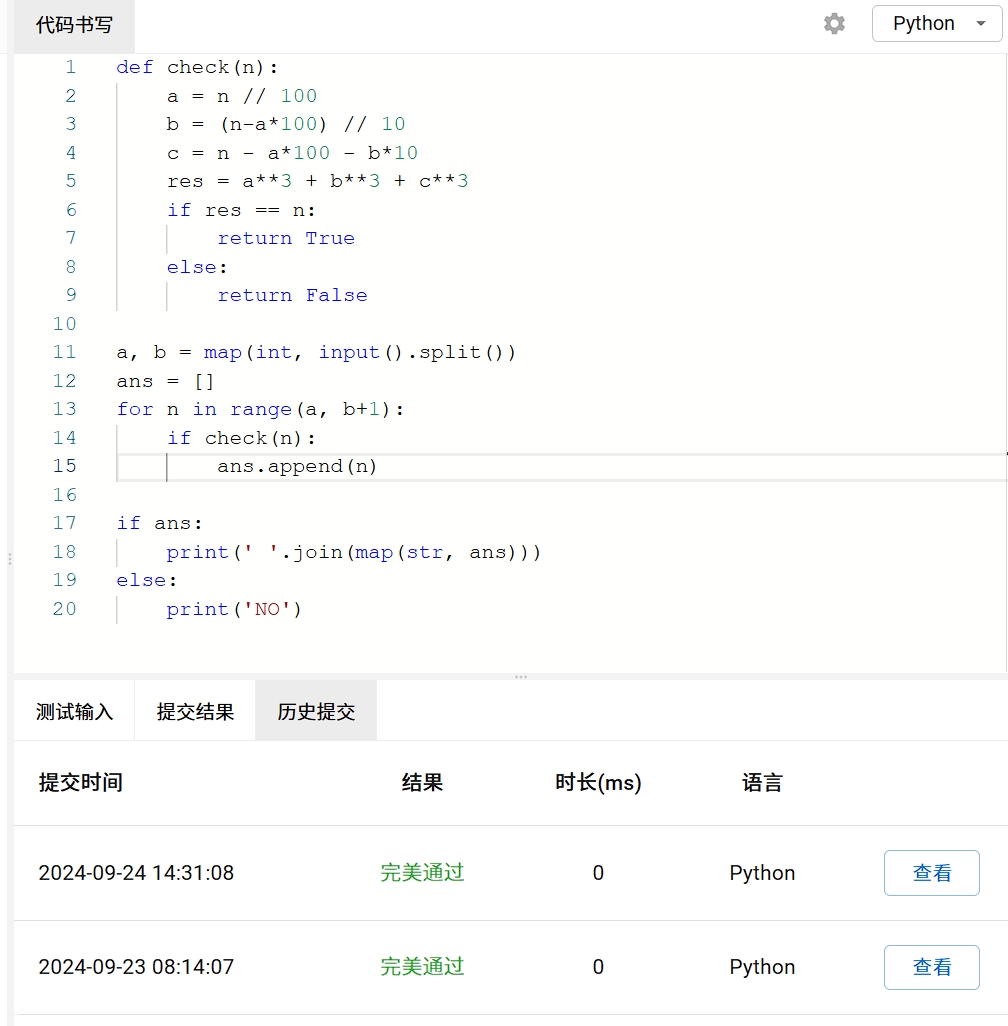 代码书写
Python
1 def check(n):
2     a = n // 100
3     b = (n-a*100) // 10
4     c = n - a*100 - b*10
5     res = a**3 + b**3 + c**3
6     if res == n:
7         return True
8     else:
9         return False
10
11 a, b = map(int, input().split())
12 ans = []
13 for n in range(a, b+1):
14     if check(n):
15         ans.append(n)
16
17 if ans:
18     print(' '.join(map(str, ans)))
19 else:
20     print('NO')
测试输入 提交结果 历史提交
提交时间 结果 时长(ms) 语言
2024-09-24 14:31:08 完美通过 0 Python 查看
2024-09-23 08:14:07 完美通过 0 Python 查看